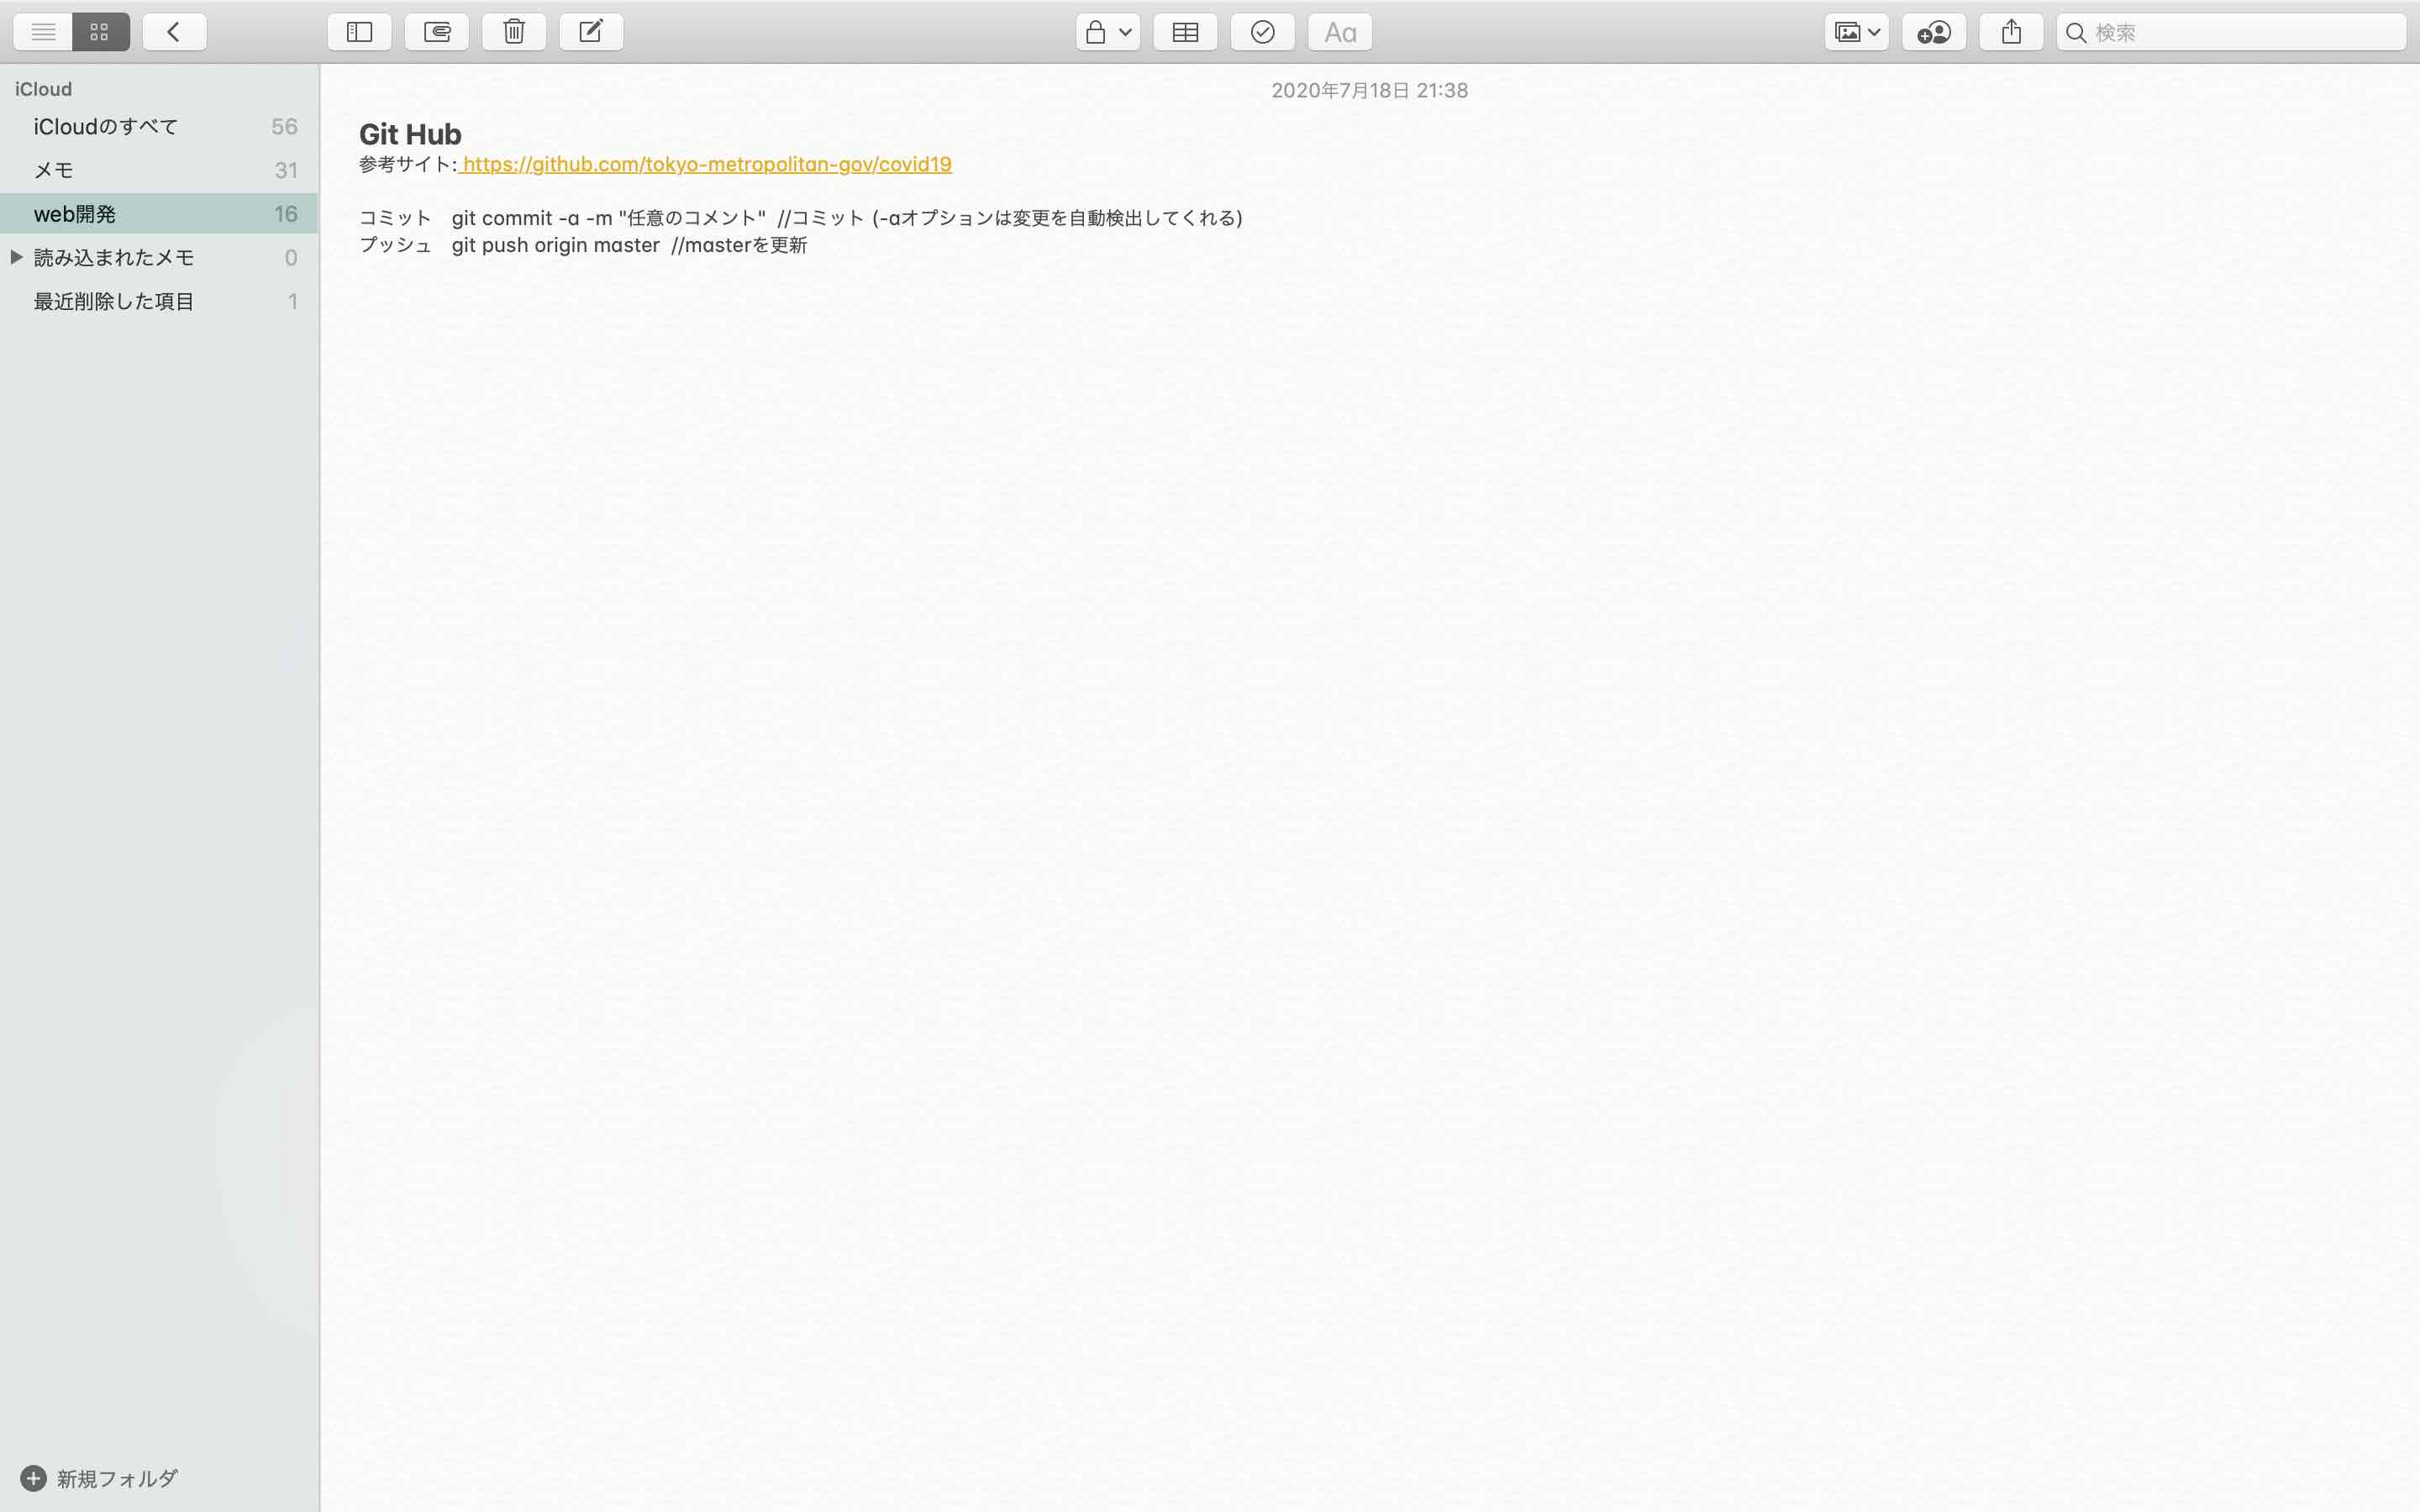 Aa
検索
iCloud
iCloudのすべて 56
メモ 31
web開発 16
読み込まれたメモ 0
最近削除した項目 1
新規フォルダ
2020年7月18日 21:38
Git Hub
参考サイト: https://github.com/tokyo-metropolitan-gov/covid19
コミット　git commit -a -m "任意のコメント"  //コミット (-aオプションは変更を自動検出してくれる)
プッシュ　git push origin master  //masterを更新